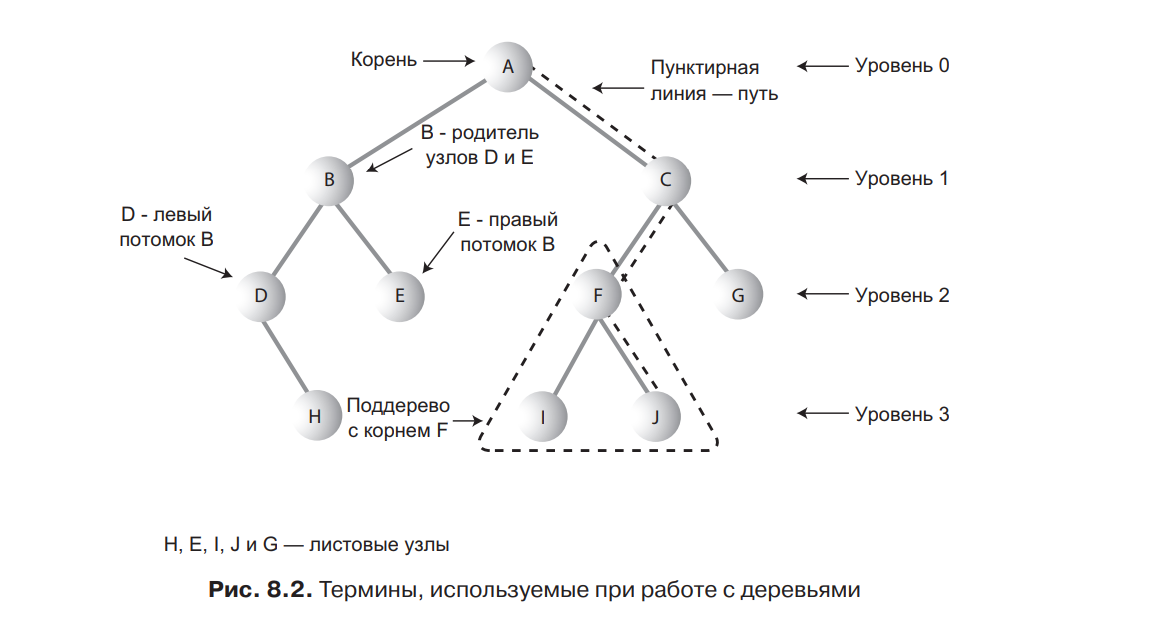 Корень
A
Пунктирная
линия — путь
Уровень 0
B - родитель
узлов D и E
B
C
Уровень 1
D - левый
потомок B
E - правый
потомок B
D
E
F
G
Уровень 2
H
Поддерево
с корнем F
I
J
Уровень 3
H, E, I, J и G — листовые узлы
Рис. 8.2. Термины, используемые при работе с деревьями